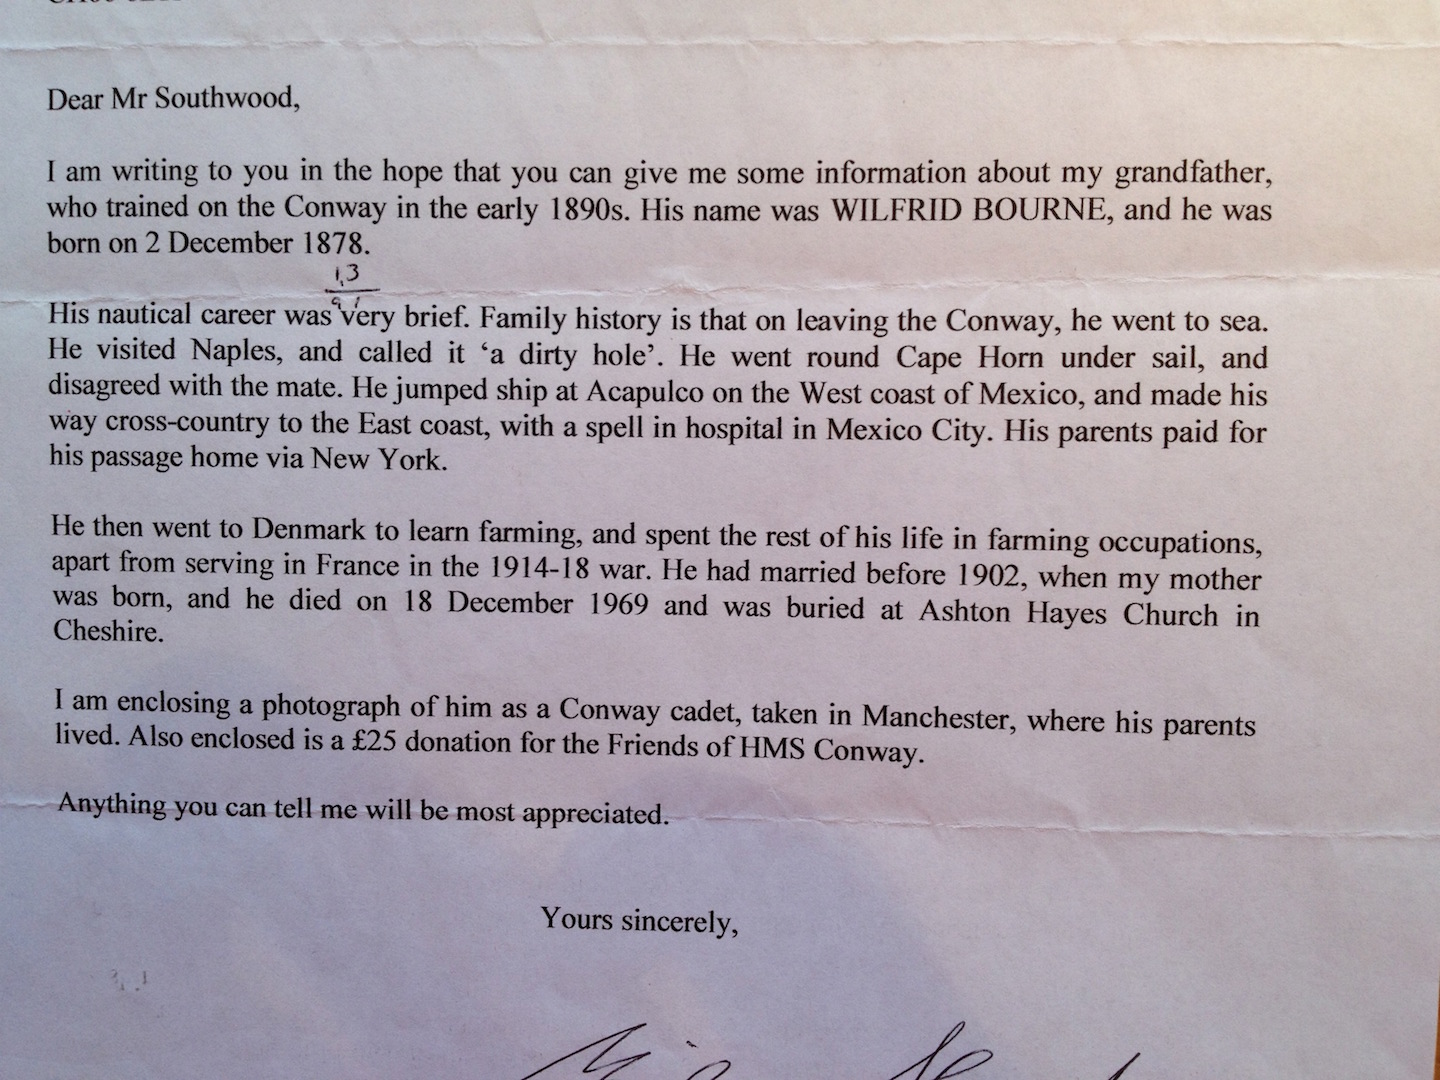 Dear Mr Southwood,
I am writing to you in the hope that you can give me some information about my grandfather,
who trained on the Conway in the early 1890s. His name was WILFRID BOURNE, and he was
born on 2 December 1878.
13
91
His nautical career was very brief. Family history is that on leaving the Conway, he went to sea.
He visited Naples, and called it ‘a dirty hole’. He went round Cape Horn under sail, and
disagreed with the mate. He jumped ship at Acapulco on the West coast of Mexico, and made his
way cross-country to the East coast, with a spell in hospital in Mexico City. His parents paid for
his passage home via New York.
He then went to Denmark to learn farming, and spent the rest of his life in farming occupations,
apart from serving in France in the 1914-18 war. He had married before 1902, when my mother
was born, and he died on 18 December 1969 and was buried at Ashton Hayes Church in
Cheshire.
I am enclosing a photograph of him as a Conway cadet, taken in Manchester, where his parents
lived. Also enclosed is a £25 donation for the Friends of HMS Conway.
Anything you can tell me will be most appreciated.
Yours sincerely,